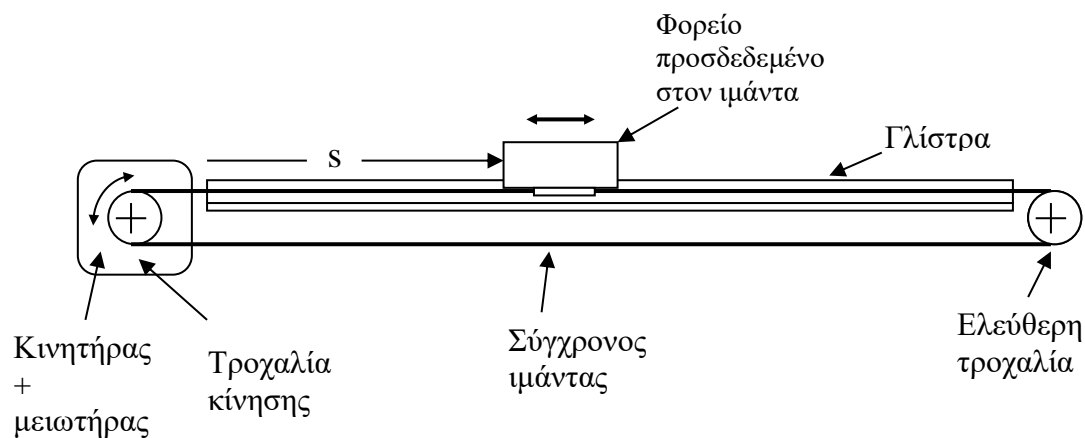 Φορείο
προσδεδεμένο
στον ιμάντα
Γλίστρα
s
Κινητήρας
+
μειωτήρας
Τροχαλία
κίνησης
Σύγχρονος
ιμάντας
Ελεύθερη
τροχαλία